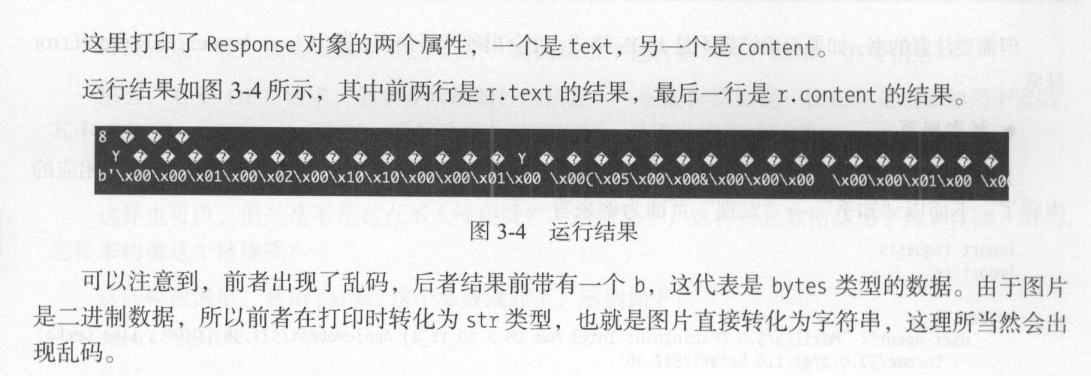 这里打印了 Response 对象的两个属性，一个是 text，另一个是 content。
运行结果如图 3-4 所示，其中前两行是 r.text 的结果，最后一行是 r.content 的结果。
8 � � �
Y � � � � � � � � � � � � � � � � � � � Y � � � � � � � � � � � � � � � �
b'\x00\x00\x01\x00\x02\x00\x10\x10\x00\x00\x00\x01\x00 \x00(\x05\x00\x00&\x00\x00\x00 \x00\x00\x01\x00 \x00
图 3-4 运行结果
可以注意到，前者出现了乱码，后者结果前带有一个 b，这代表是 bytes 类型的数据。由于图片
是二进制数据，所以前者在打印时转化为 str 类型，也就是图片直接转化为字符串，这理所当然会出
现乱码。